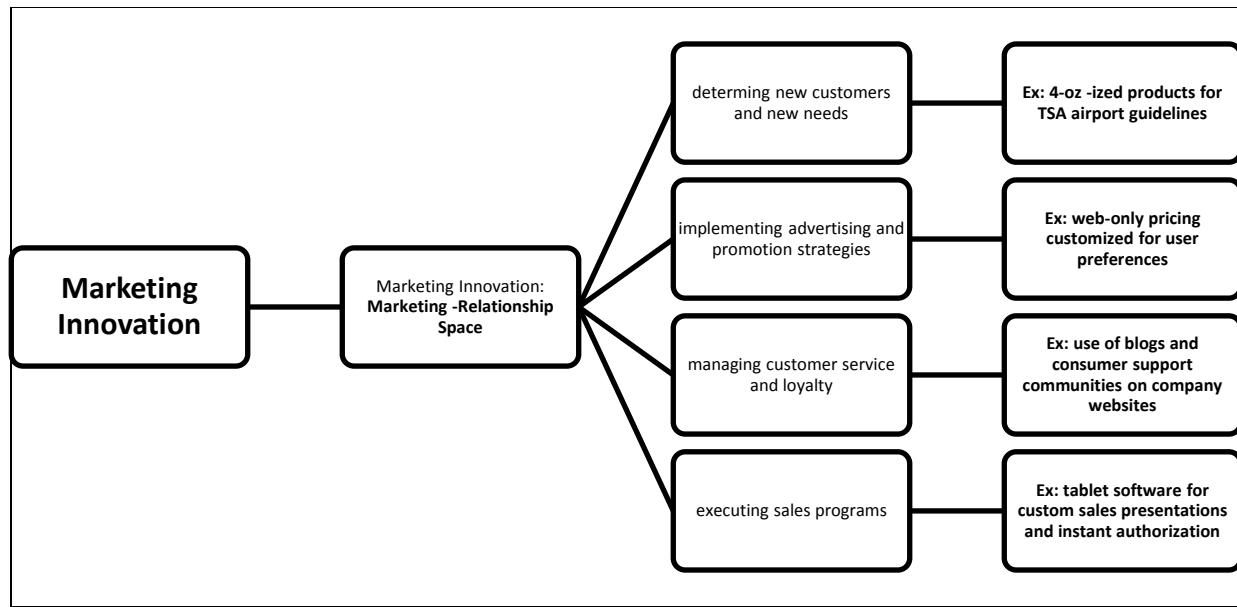 Marketing
Innovation
Marketing Innovation:
Marketing -Relationship
Space
determing new customers
and new needs
Ex: 4-oz -ized products for
TSA airport guidelines
implementing advertising and
promotion strategies
Ex: web-only pricing
customized for user
preferences
managing customer service
and loyalty
Ex: use of blogs and
consumer support
communities on company
websites
executing sales programs
Ex: tablet software for
custom sales presentations
and instant authorization